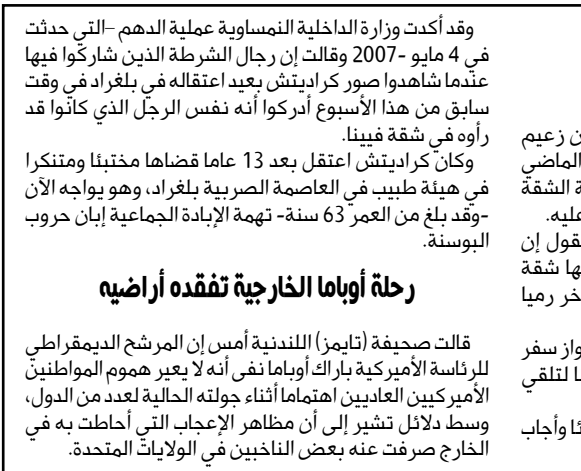 وقد أكدت وزارة الداخلية النمساوية عملية الدهم –التي حدثت
في 4 مايو -2007 وقالت إن رجال الشرطة الذين شاركوا فيها
عندما شاهدوا صور كراديتش بعيد اعتقاله في بلغراد في وقت
سابق من هذا الأسبوع أدركوا أنه نفس الرجل الذي كانوا قد
رأوه في شقة فيينا.
وكان كراديتش اعتقل بعد 13 عاما قضاها مختبئا ومتنكرا
في هيئة طبيب في العاصمة الصربية بلغراد، وهو يواجه الآن
-وقد بلغ من العمر 63 سنة- تهمة الإبادة الجماعية إبان حروب
البوسنة.
رحلة أوباما الخارجية تفقده أراضيه
قالت صحيفة (تايمز) اللندنية أمس إن المرشح الديمقراطي
للرئاسة الأميركية باراك أوباما نفى أنه لا يعير هموم المواطنين
الأميركيين العاديين اهتماما أثناء جولته الحالية لعدد من الدول،
وسط دلائل تشير إلى أن مظاهر الإعجاب التي أحاطت به في
الخارج صرفت عنه بعض الناخبين في الولايات المتحدة.
ن زعيم
الماضي
ة الشقة
عليه.
قول إن
ها شقة
خر رميا
واز سفر
ا لتلقي
ئا وأجاب